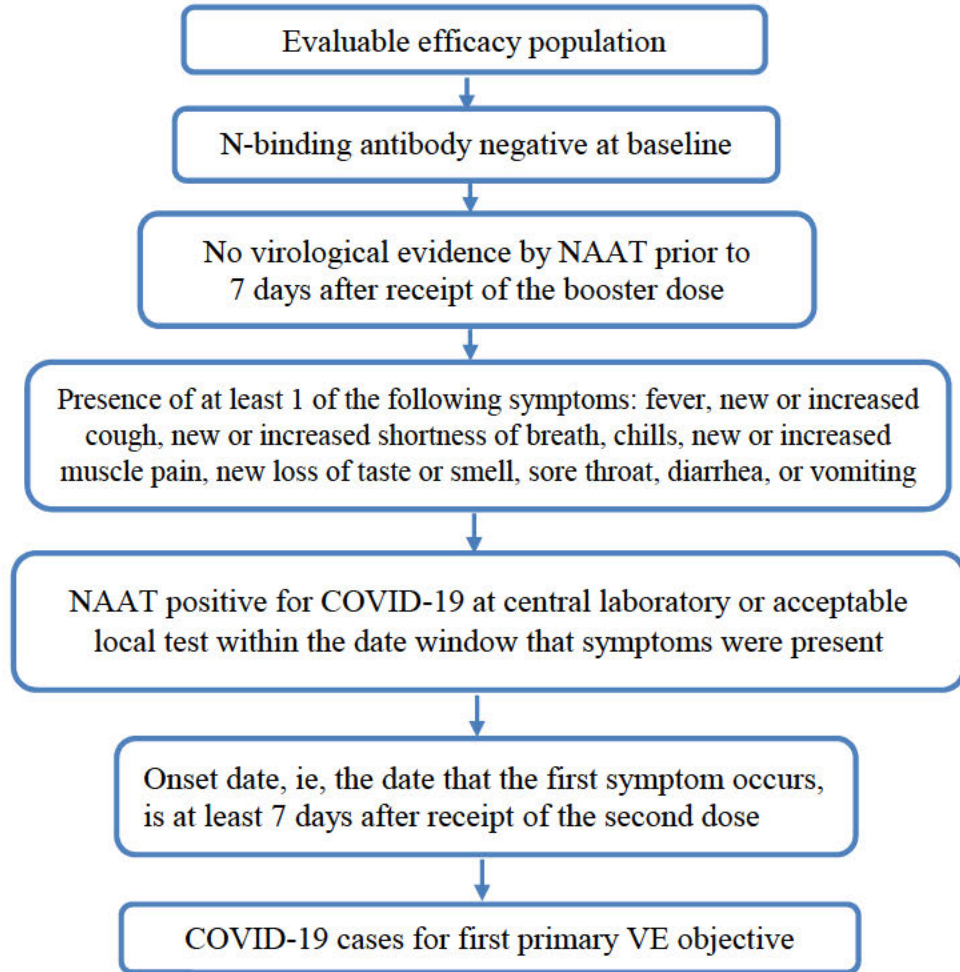 Evaluable efficacy population
N-binding antibody negative at baseline
No virological evidence by NAAT prior to
7 days after receipt of the booster dose
Presence of at least 1 of the following symptoms: fever, new or increased
cough, new or increased shortness of breath, chills, new or increased
muscle pain, new loss of taste or smell, sore throat, diarrhea, or vomiting
NAAT positive for COVID-19 at central laboratory or acceptable
local test within the date window that symptoms were present
Onset date, ie, the date that the first symptom occurs,
is at least 7 days after receipt of the second dose
COVID-19 cases for first primary VE objective